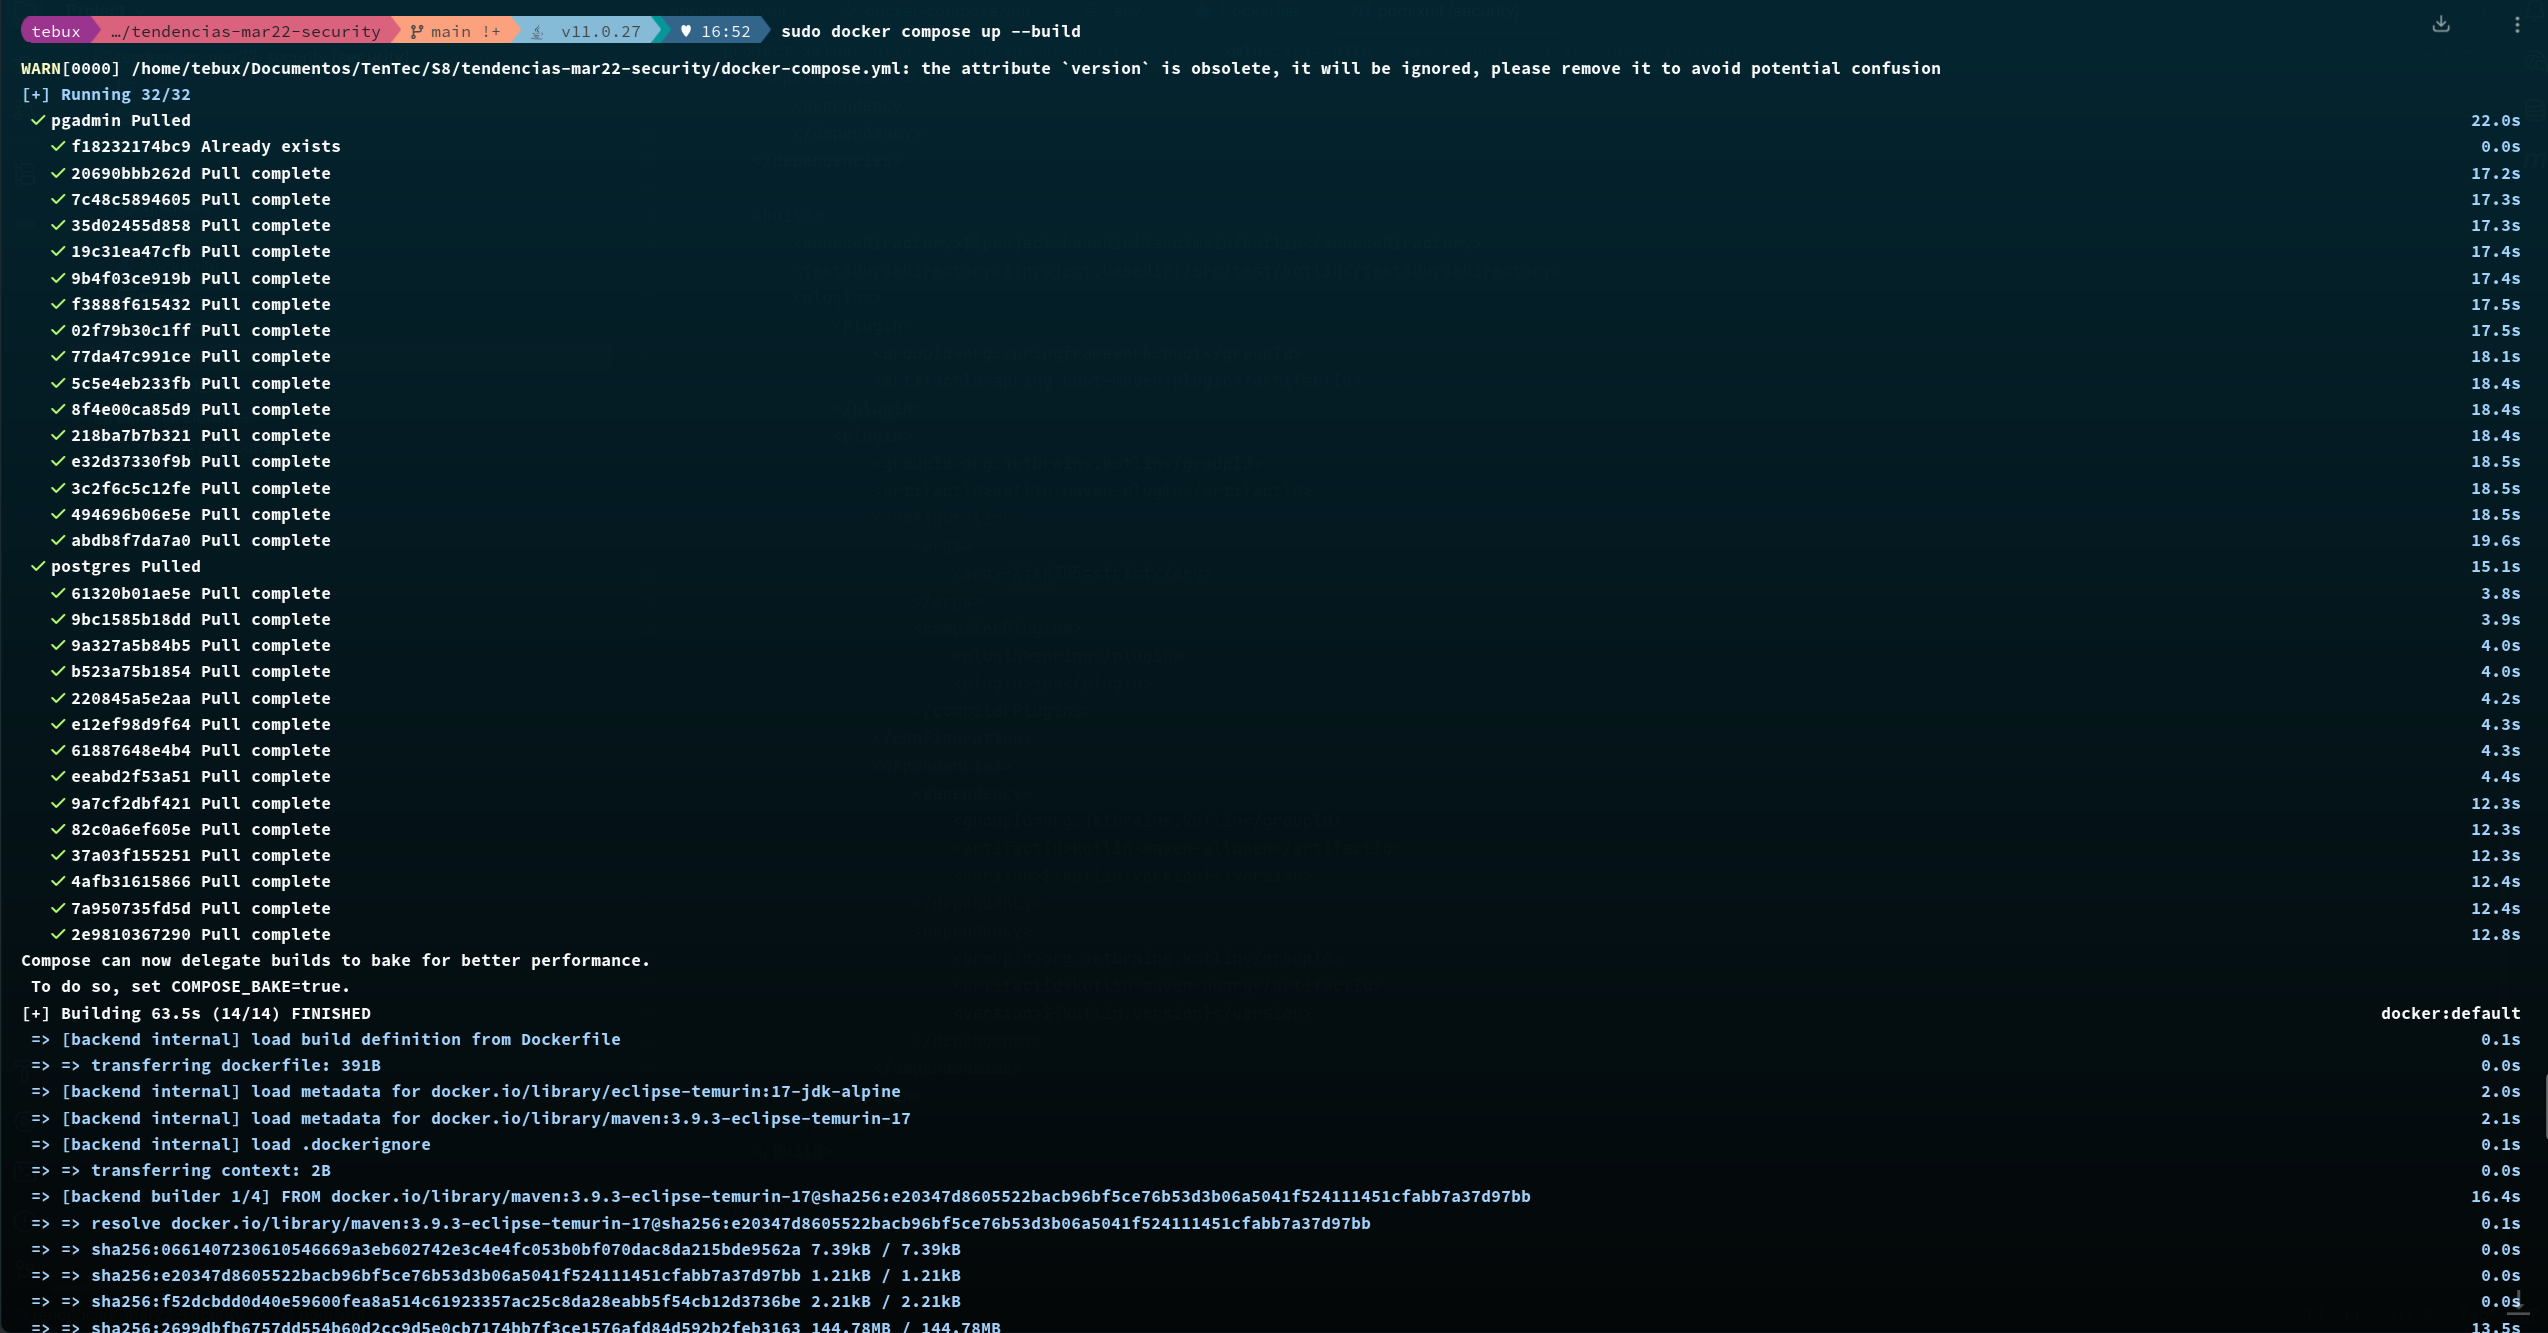 tebux …/tendencias-mar22-security main !+ v11.0.27 ♥ 16:52 sudo docker compose up --build
WARN[0000] /home/tebux/Documentos/TenTec/S8/tendencias-mar22-security/docker-compose.yml: the attribute `version` is obsolete, it will be ignored, please remove it to avoid potential confusion
[+] Running 32/32
✓ pgadmin Pulled 22.0s
✓ f18232174bc9 Already exists 0.0s
✓ 20690bbb262d Pull complete 17.2s
✓ 7c48c5894605 Pull complete 17.3s
✓ 35d02455d858 Pull complete 17.3s
✓ 19c31ea47cfb Pull complete 17.4s
✓ 9b4f03ce919b Pull complete 17.4s
✓ f3888f615432 Pull complete 17.5s
✓ 02f79b30c1ff Pull complete 17.5s
✓ 77da47c991ce Pull complete 18.1s
✓ 5c5e4eb233fb Pull complete 18.4s
✓ 8f4e00ca85d9 Pull complete 18.4s
✓ 218ba7b7b321 Pull complete 18.4s
✓ e32d37330f9b Pull complete 18.5s
✓ 3c2f6c5c12fe Pull complete 18.5s
✓ 494696b06e5e Pull complete 18.5s
✓ abdb8f7da7a0 Pull complete 19.6s
✓ postgres Pulled 15.1s
✓ 61320b01ae5e Pull complete 3.8s
✓ 9bc1585b18dd Pull complete 3.9s
✓ 9a327a5b84b5 Pull complete 4.0s
✓ b523a75b1854 Pull complete 4.0s
✓ 220845a5e2aa Pull complete 4.2s
✓ e12ef98d9f64 Pull complete 4.3s
✓ 61887648e4b4 Pull complete 4.3s
✓ eeabd2f53a51 Pull complete 4.4s
✓ 9a7cf2dbf421 Pull complete 12.3s
✓ 82c0a6ef605e Pull complete 12.3s
✓ 37a03f155251 Pull complete 12.3s
✓ 4afb31615866 Pull complete 12.4s
✓ 7a950735fd5d Pull complete 12.4s
✓ 2e9810367290 Pull complete 12.8s
Compose can now delegate builds to bake for better performance.
To do so, set COMPOSE_BAKE=true.
[+] Building 63.5s (14/14) FINISHED docker:default
=> [backend internal] load build definition from Dockerfile 0.1s
=> => transferring dockerfile: 391B 0.0s
=> [backend internal] load metadata for docker.io/library/eclipse-temurin:17-jdk-alpine 2.0s
=> [backend internal] load metadata for docker.io/library/maven:3.9.3-eclipse-temurin-17 2.1s
=> [backend internal] load .dockerignore 0.1s
=> => transferring context: 2B 0.0s
=> [backend builder 1/4] FROM docker.io/library/maven:3.9.3-eclipse-temurin-17@sha256:e20347d8605522bacb96bf5ce76b53d3b06a5041f524111451cfabb7a37d97bb 16.4s
=> => resolve docker.io/library/maven:3.9.3-eclipse-temurin-17@sha256:e20347d8605522bacb96bf5ce76b53d3b06a5041f524111451cfabb7a37d97bb 0.1s
=> => sha256:0661407230610546669a3eb602742e3c4e4fc053b0bf070dac8da215bde9562a 7.39kB / 7.39kB 0.0s
=> => sha256:e20347d8605522bacb96bf5ce76b53d3b06a5041f524111451cfabb7a37d97bb 1.21kB / 1.21kB 0.0s
=> => sha256:f52dcbdd0d40e59600fea8a514c61923357ac25c8da28eabb5f54cb12d3736be 2.21kB / 2.21kB 0.0s
=> => sha256:2699dbfb6757dd554b60d2cc9d5e0cb7174bb7f3ce1576afd84d592b2feb3163 144.78MB / 144.78MB 13.5s